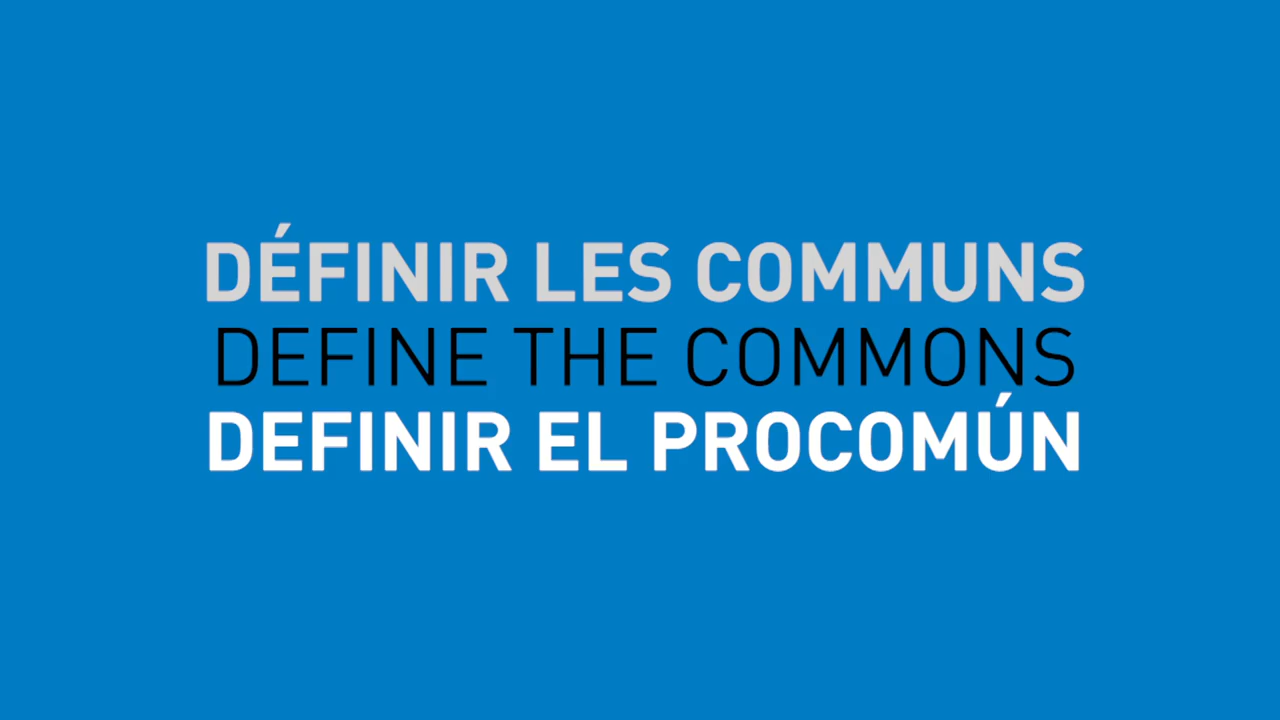 DÉFINIR LES COMMUNS
DEFINE THE COMMONS
DEFINIR EL PROCOMÚN